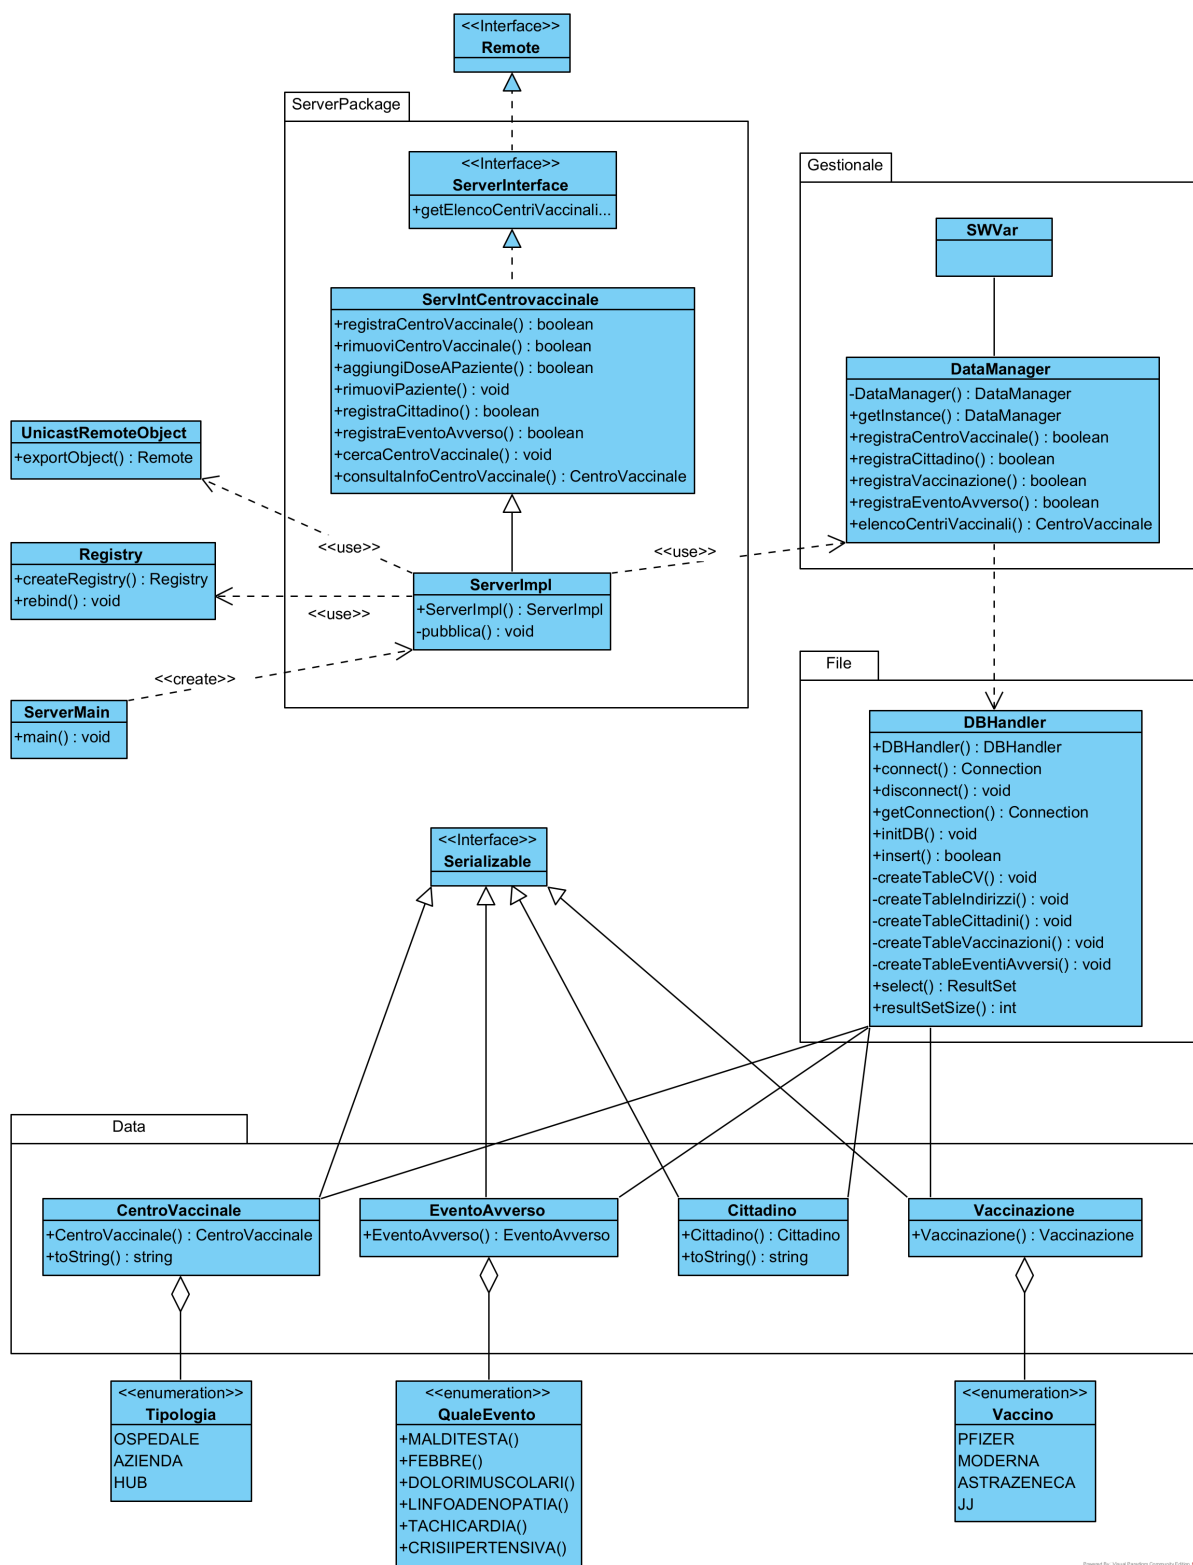 <<Interface>>
Remote
ServerPackage
<<Interface>>
ServerInterface
+getElencoCentriVaccinali...
ServIntCentrovaccinale
+registraCentroVaccinale() : boolean
+rimuoviCentroVaccinale() : boolean
+aggiungiDoseAPaziente() : boolean
+rimuoviPaziente() : void
+registraCittadino() : boolean
+registraEventoAvverso() : boolean
+cercaCentroVaccinale() : void
+consultaInfoCentroVaccinale() : CentroVaccinale
Gestionale
SWVar
DataManager
-DataManager() : DataManager
+getInstance() : DataManager
+registraCentroVaccinale() : boolean
+registraCittadino() : boolean
+registraVaccinazione() : boolean
+registraEventoAvverso() : boolean
+elencoCentriVaccinali() : CentroVaccinale
UnicastRemoteObject
+exportObject() : Remote
<<use>>
<<use>>
Registry
+createRegistry() : Registry
+rebind() : void
<<use>>
ServerImpl
+ServerImpl() : ServerImpl
-pubblica() : void
<<create>>
ServerMain
+main() : void
File
DBHandler
+DBHandler() : DBHandler
+connect() : Connection
+disconnect() : void
+getConnection() : Connection
+initDB() : void
+insert() : boolean
-createTableCV() : void
-createTableIndirizzi() : void
-createTableCittadini() : void
-createTableVaccinazioni() : void
-createTableEventiAvversi() : void
+select() : ResultSet
+resultSetSize() : int
<<Interface>>
Serializable
Data
CentroVaccinale
+CentroVaccinale() : CentroVaccinale
+toString() : string
EventoAvverso
+EventoAvverso() : EventoAvverso
Cittadino
+Cittadino() : Cittadino
+toString() : string
Vaccinazione
+Vaccinazione() : Vaccinazione
<<enumeration>>
Tipologia
OSPEDALE
AZIENDA
HUB
<<enumeration>>
QualeEvento
+MALDITESTA()
+FEBBRE()
+DOLORIMUSCOLARI()
+LINFOADENOPATIA()
+TACHICARDIA()
+CRISIIPERTENSIVA()
<<enumeration>>
Vaccino
PFIZER
MODERNA
ASTRAZENECA
JJ
Powered By Visual Paradigm Community Edition